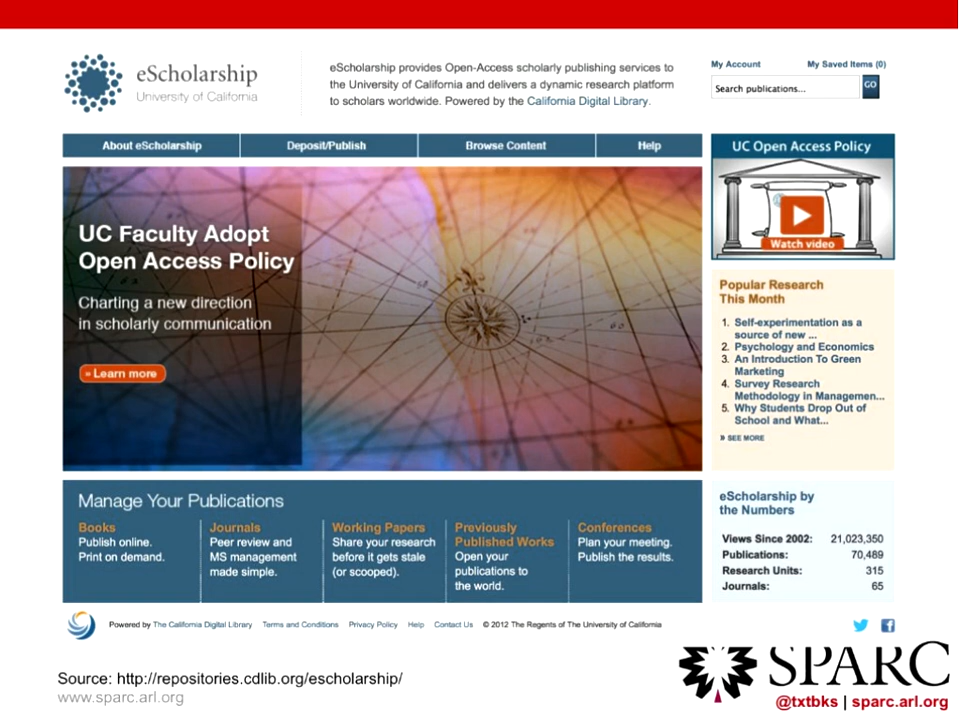 eScholarship
University of California
eScholarship provides Open-Access scholarly publishing services to
the University of California and delivers a dynamic research platform
to scholars worldwide. Powered by the California Digital Library.
My Account
My Saved Items (0)
Search publications...
GO
About eScholarship
Deposit/Publish
Browse Content
Help
UC Faculty Adopt
Open Access Policy
Charting a new direction
in scholarly communication
» Learn more
UC Open Access Policy
Watch video
Popular Research
This Month
1. Self-experimentation as a
source of new ...
2. Psychology and Economics
3. An Introduction To Green
Marketing
4. Survey Research
Methodology in Managemen...
5. Why Students Drop Out of
School and What...
» SEE MORE
Manage Your Publications
Books
Publish online.
Print on demand.
Journals
Peer review and
MS management
made simple.
Working Papers
Share your research
before it gets stale
(or scooped).
Previously
Published Works
Open your
publications to
the world.
Conferences
Plan your meeting.
Publish the results.
eScholarship by
the Numbers
Views Since 2002: 21,023,350
Publications: 70,489
Research Units: 315
Journals: 65
Powered by The California Digital Library Terms and Conditions Privacy Policy Help Contact Us © 2012 The Regents of The University of California
Source: http://repositories.cdlib.org/escholarship/
www.sparc.arl.org
SPARC
@txtbks | sparc.arl.org